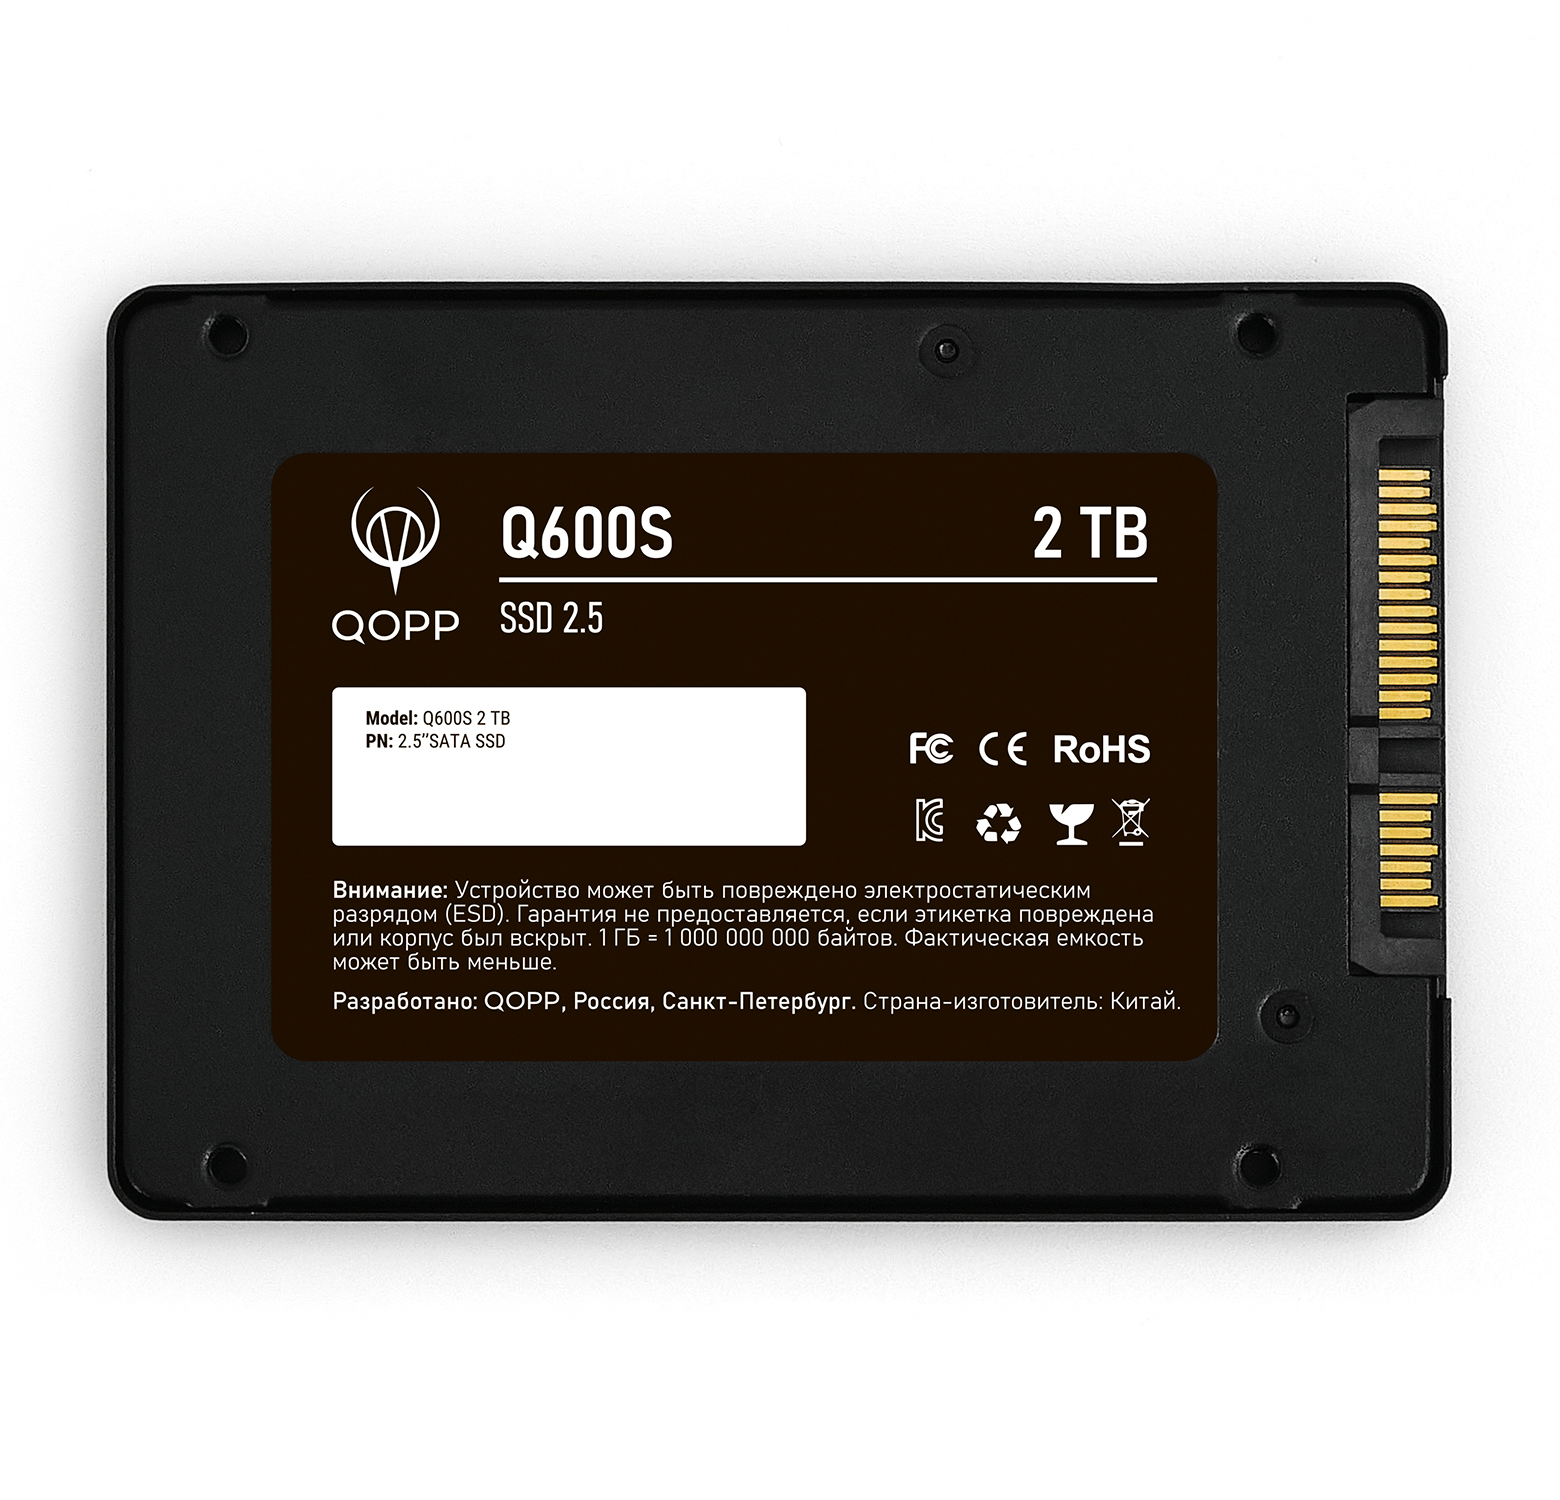 Q600S 2 TB
QOPP SSD 2.5
Model: Q600S 2 TB
PN: 2.5”SATA SSD
FC CE RoHS
Внимание: Устройство может быть повреждено электростатическим
разрядом (ESD). Гарантия не предоставляется, если этикетка повреждена
или корпус был вскрыт. 1 ГБ = 1 000 000 000 байтов. Фактическая емкость
может быть меньше.
Разработано: QOPP, Россия, Санкт-Петербург. Страна-изготовитель: Китай.